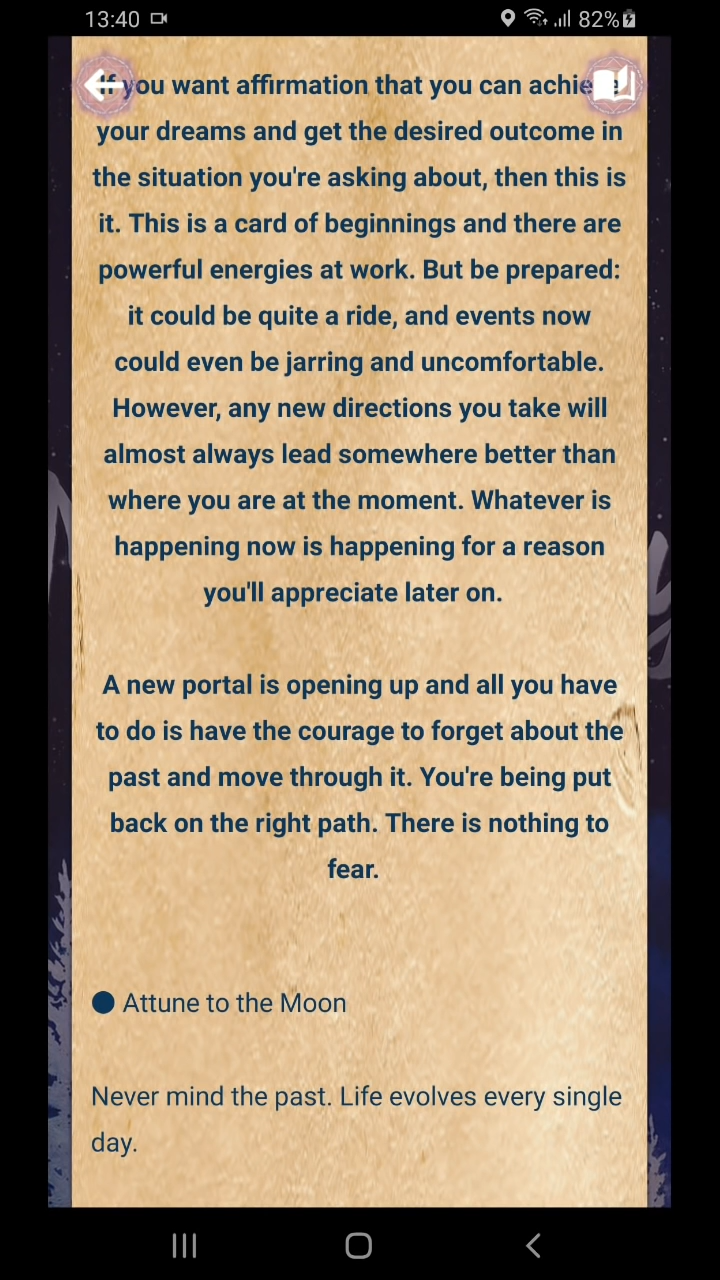 13:40
82%
If you want affirmation that you can achieve
your dreams and get the desired outcome in
the situation you're asking about, then this is
it. This is a card of beginnings and there are
powerful energies at work. But be prepared:
it could be quite a ride, and events now
could even be jarring and uncomfortable.
However, any new directions you take will
almost always lead somewhere better than
where you are at the moment. Whatever is
happening now is happening for a reason
you'll appreciate later on.
A new portal is opening up and all you have
to do is have the courage to forget about the
past and move through it. You're being put
back on the right path. There is nothing to
fear.
Attune to the Moon
Never mind the past. Life evolves every single
day.